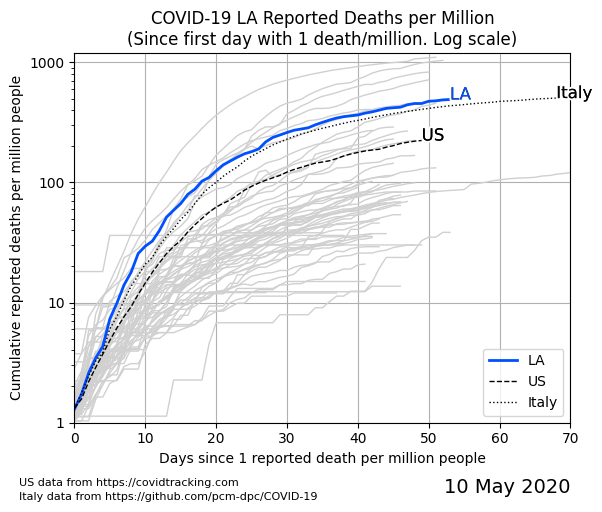 COVID-19 LA Reported Deaths per Million
(Since first day with 1 death/million. Log scale)
Cumulative reported deaths per million people
1000
100
10
1
LA
Italy
US
LA
US
Italy
0 10 20 30 40 50 60 70
Days since 1 reported death per million people
US data from https://covidtracking.com
Italy data from https://github.com/pcm-dpc/COVID-19
10 May 2020